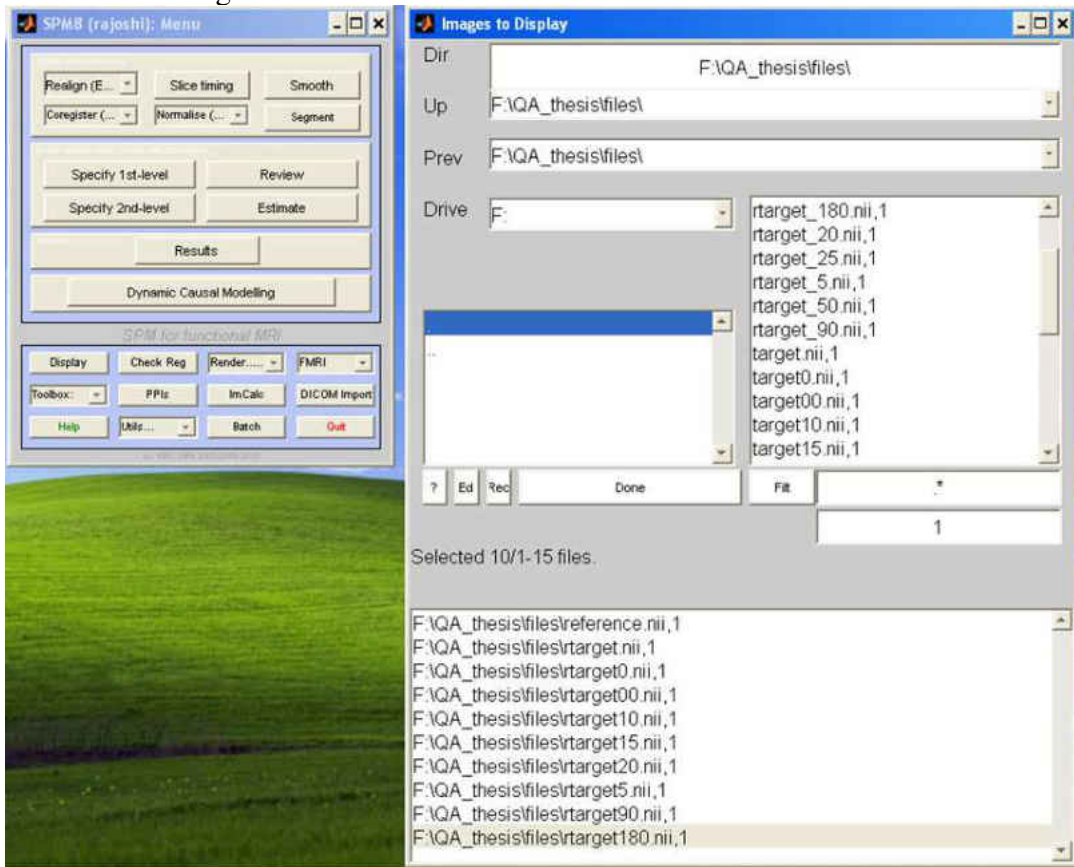 SPM8 (rajoshi): Menu
Realign (E...
Slice timing
Smooth
Coregister (...
Normalise (...
Segment
Specify 1st-level
Review
Specify 2nd-level
Estimate
Results
Dynamic Causal Modelling
SPM for functional MRI
Display
Check Reg
Render.....
FMRI
Toolbox:
PPIs
ImCalc
DICOM Import
Help
Utils...
Batch
Quit
Images to Display
Dir
F:\QA_thesis\files\
Up
F:\QA_thesis\files\
Prev
F:\QA_thesis\files\
Drive
F:
.
..
rtarget_180.nii,1
rtarget_20.nii,1
rtarget_25.nii,1
rtarget_5.nii,1
rtarget_50.nii,1
rtarget_90.nii,1
target.nii,1
target0.nii,1
target00.nii,1
target10.nii,1
target15.nii,1
?
Ed
Rec
Done
Filt
.*
1
Selected 10/1-15 files.
F:\QA_thesis\files\reference.nii,1
F:\QA_thesis\files\rtarget.nii,1
F:\QA_thesis\files\rtarget0.nii,1
F:\QA_thesis\files\rtarget00.nii,1
F:\QA_thesis\files\rtarget10.nii,1
F:\QA_thesis\files\rtarget15.nii,1
F:\QA_thesis\files\rtarget20.nii,1
F:\QA_thesis\files\rtarget5.nii,1
F:\QA_thesis\files\rtarget90.nii,1
F:\QA_thesis\files\rtarget180.nii,1